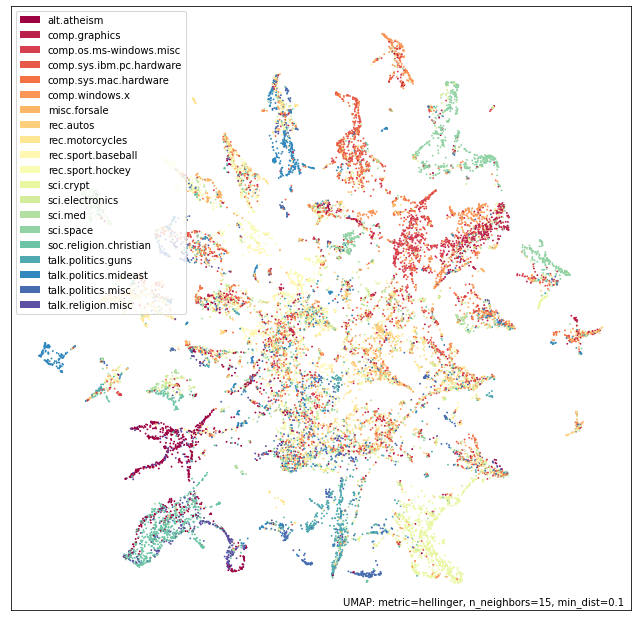 alt.atheism
comp.graphics
comp.os.ms-windows.misc
comp.sys.ibm.pc.hardware
comp.sys.mac.hardware
comp.windows.x
misc.forsale
rec.autos
rec.motorcycles
rec.sport.baseball
rec.sport.hockey
sci.crypt
sci.electronics
sci.med
sci.space
soc.religion.christian
talk.politics.guns
talk.politics.mideast
talk.politics.misc
talk.religion.misc
UMAP: metric=hellinger, n_neighbors=15, min_dist=0.1